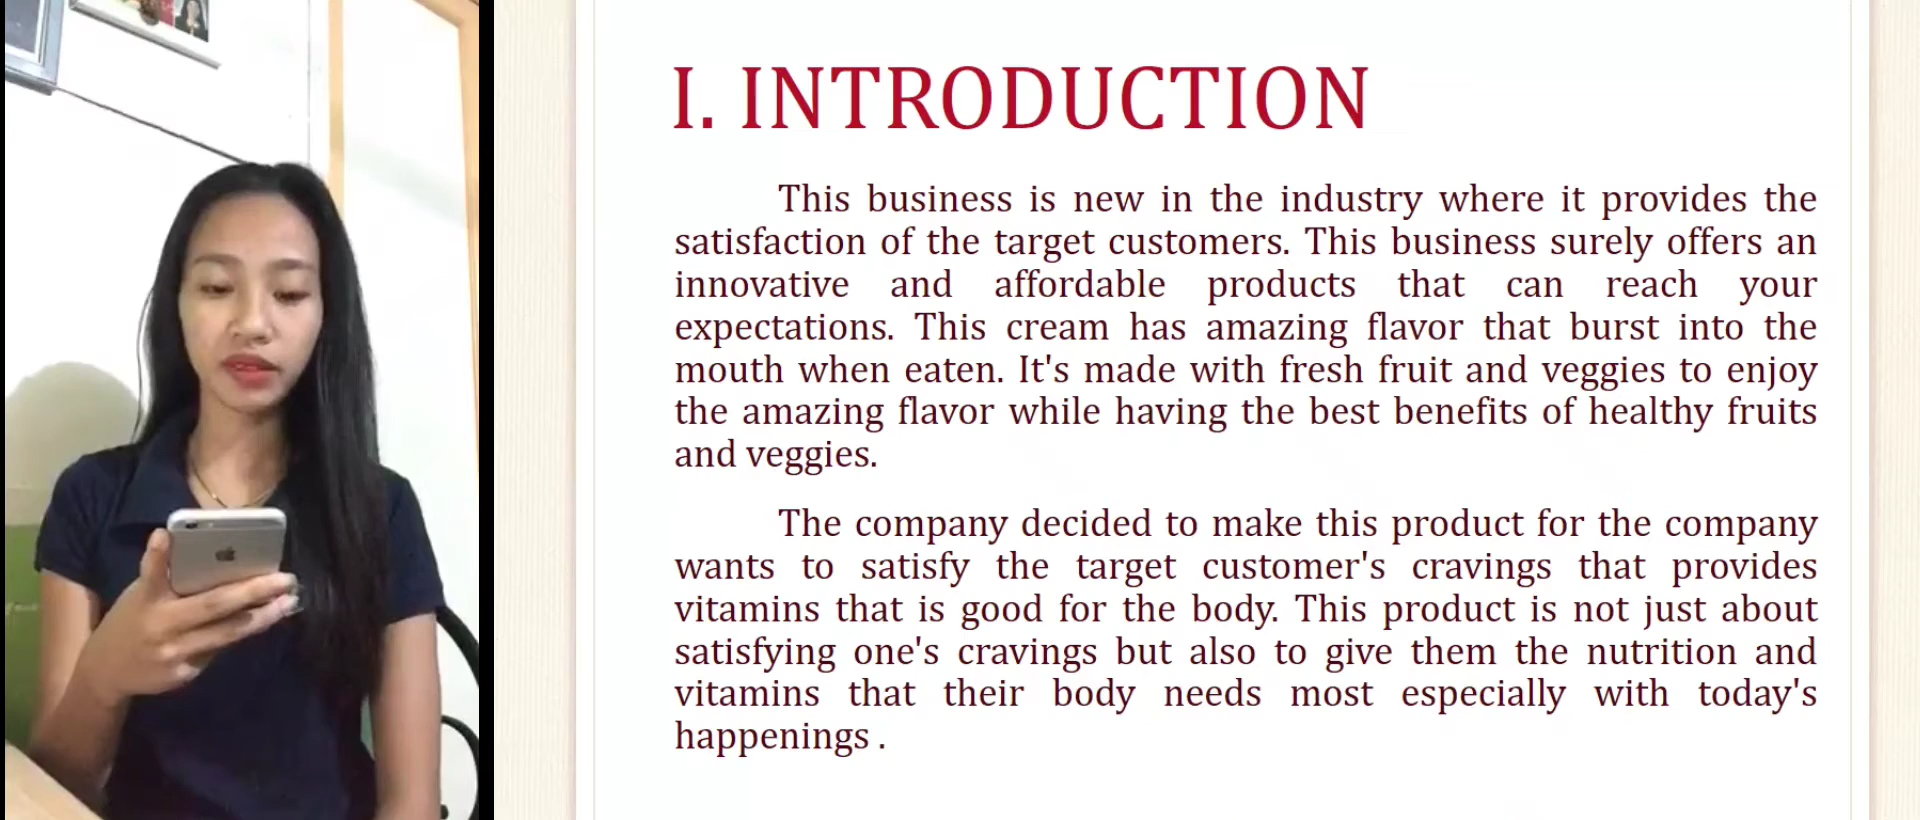 I. INTRODUCTION
This business is new in the industry where it provides the
satisfaction of the target customers. This business surely offers an
innovative and affordable products that can reach your
expectations. This cream has amazing flavor that burst into the
mouth when eaten. It's made with fresh fruit and veggies to enjoy
the amazing flavor while having the best benefits of healthy fruits
and veggies.
The company decided to make this product for the company
wants to satisfy the target customer's cravings that provides
vitamins that is good for the body. This product is not just about
satisfying one's cravings but also to give them the nutrition and
vitamins that their body needs most especially with today's
happenings .